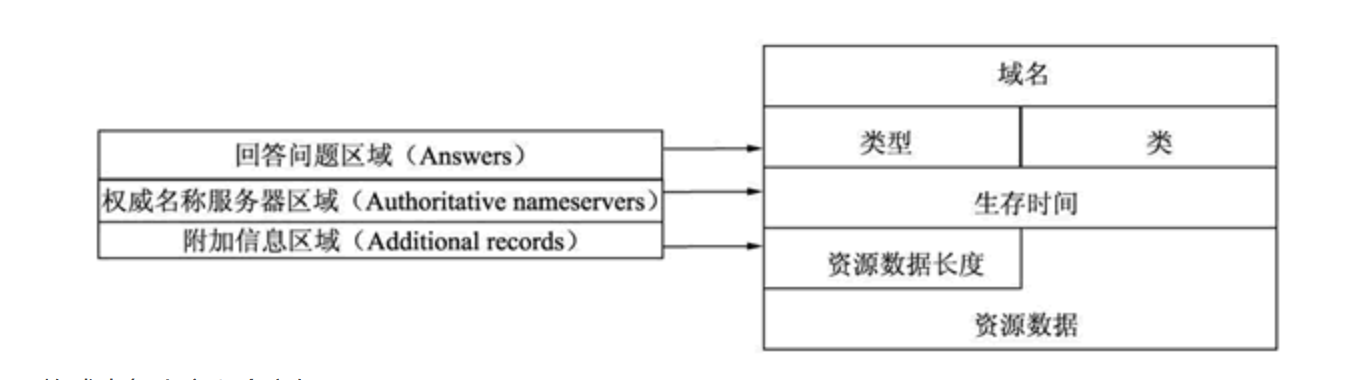 域名
类型 类
回答问题区域（Answers）
权威名称服务器区域（Authoritative nameservers）
生存时间
附加信息区域（Additional records）
资源数据长度
资源数据